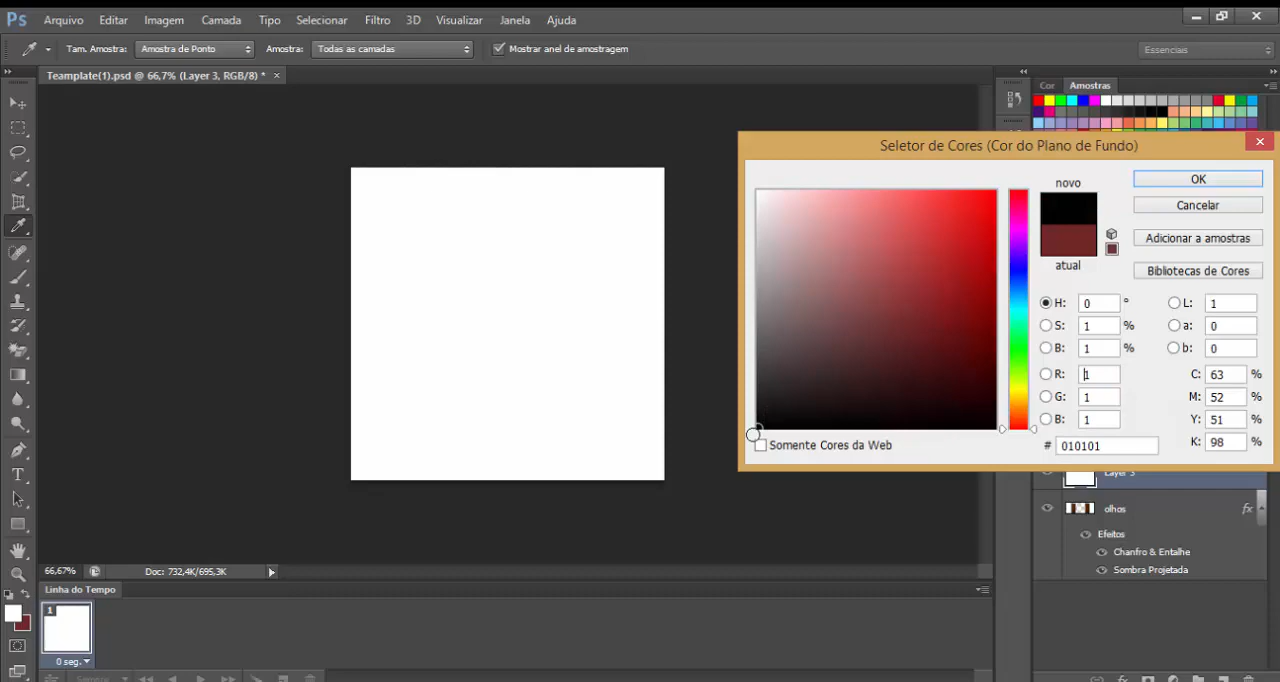 Ps Arquivo Editar Imagem Camada Tipo Selecionar Filtro 3D Visualizar Janela Ajuda
Tam. Amostra: Amostra de Ponto Amostra: Todas as camadas Mostrar anel de amostragem Essenciais
Teamplate(1).psd @ 66,7% (Layer 3, RGB/8) * ×
Cor Amostras
Seletor de Cores (Cor do Plano de Fundo)
novo
atual
OK
Cancelar
Adicionar a amostras
Bibliotecas de Cores
H: 0 °
S: 1 %
B: 1 %
R: 1
G: 1
B: 1
L: 1
a: 0
b: 0
C: 63 %
M: 52 %
Y: 51 %
K: 98 %
# 010101
Somente Cores da Web
Layer 3
olhos fx
Efeitos
Chanfro & Entalhe
Sombra Projetada
66,67% Doc: 732,4K/695,3K
Linha do Tempo
1
0 seg.
Sempre